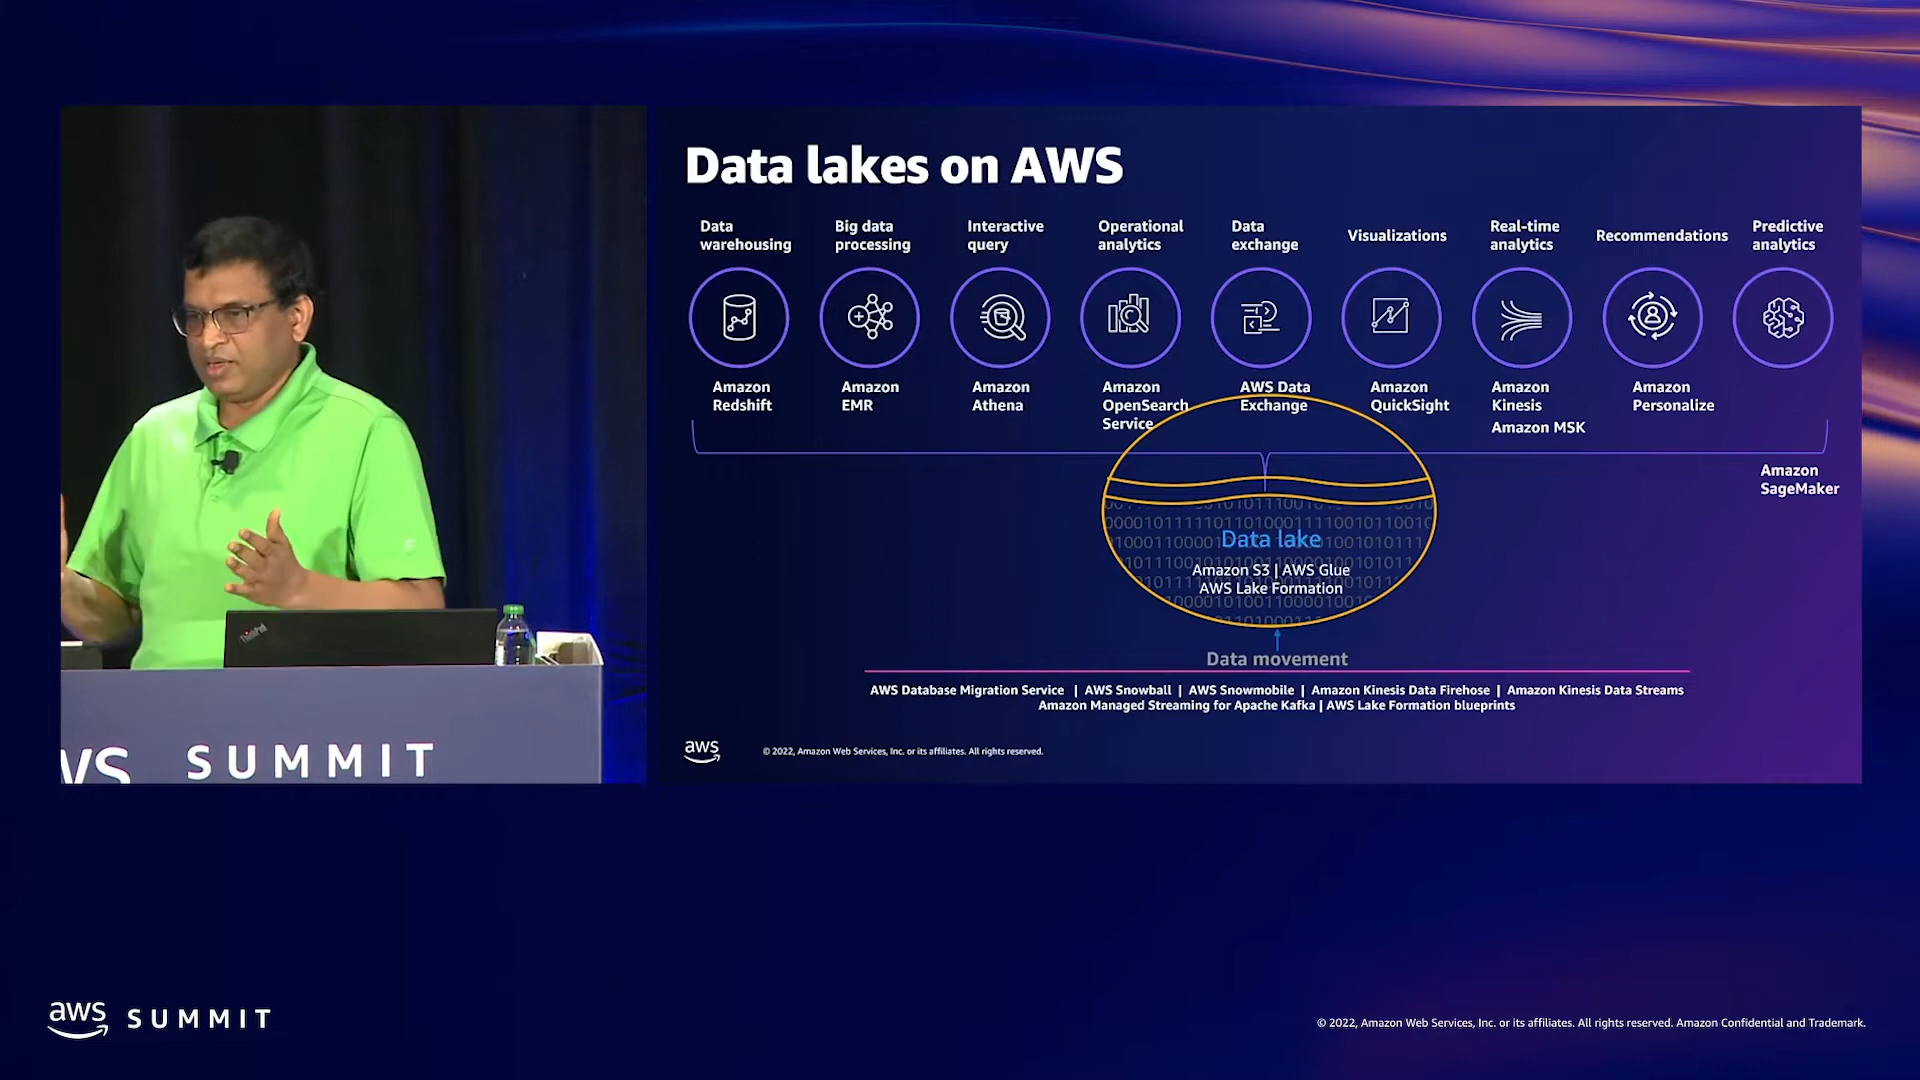 Data lakes on AWS
Data
warehousing
Big data
processing
Interactive
query
Operational
analytics
Data
exchange
Visualizations
Real-time
analytics
Recommendations
Predictive
analytics
Amazon
Redshift
Amazon
EMR
Amazon
Athena
Amazon
OpenSearch
Service
AWS Data
Exchange
Amazon
QuickSight
Amazon
Kinesis
Amazon MSK
Amazon
Personalize
Amazon
SageMaker
Data lake
Amazon S3 | AWS Glue
AWS Lake Formation
Data movement
AWS Database Migration Service | AWS Snowball | AWS Snowmobile | Amazon Kinesis Data Firehose | Amazon Kinesis Data Streams
Amazon Managed Streaming for Apache Kafka | AWS Lake Formation blueprints
aws
© 2022, Amazon Web Services, Inc. or its affiliates. All rights reserved.
ThinkPad
WS SUMMIT
aws SUMMIT
© 2022, Amazon Web Services, Inc. or its affiliates. All rights reserved. Amazon Confidential and Trademark.